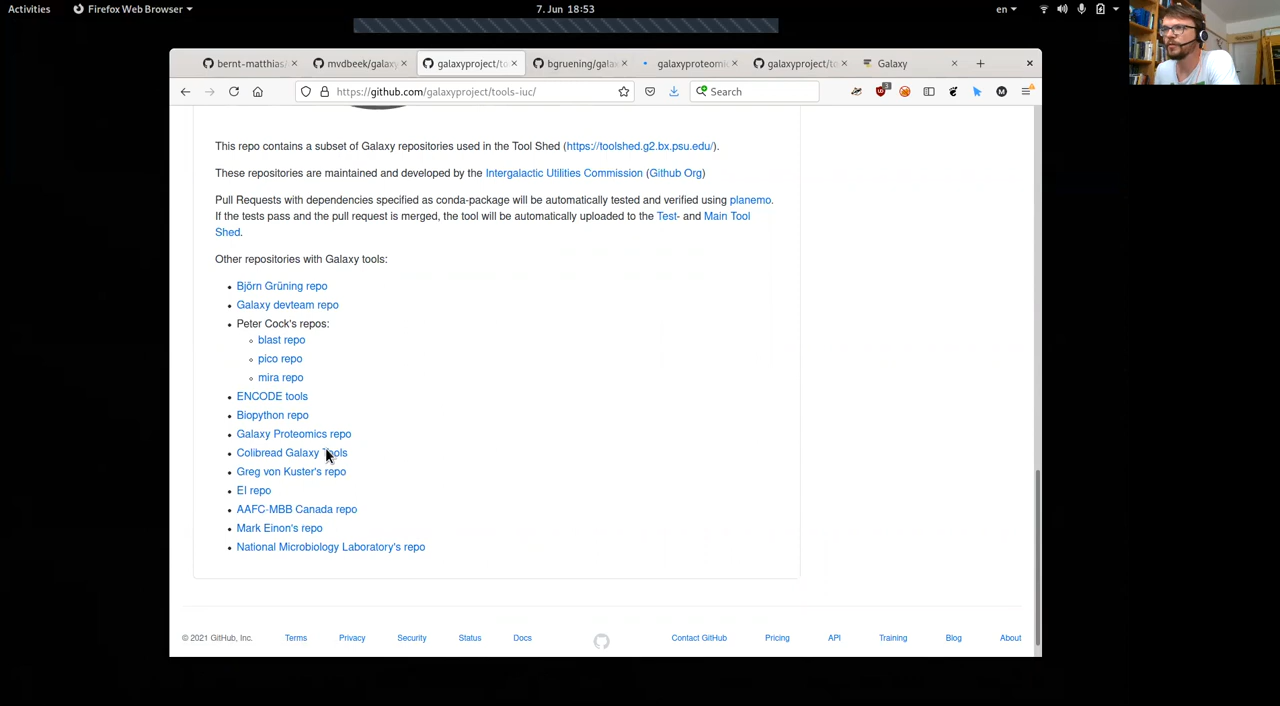 Activities Firefox Web Browser 7. Jun 18:53 en
bernt-matthias/ mvdbeek/galaxy galaxyproject/to bgruening/gala galaxyproteomic galaxyproject/to Galaxy
https://github.com/galaxyproject/tools-iuc/ Search 3
This repo contains a subset of Galaxy repositories used in the Tool Shed (https://toolshed.g2.bx.psu.edu/).
These repositories are maintained and developed by the Intergalactic Utilities Commission (Github Org)
Pull Requests with dependencies specified as conda-package will be automatically tested and verified using planemo.
If the tests pass and the pull request is merged, the tool will be automatically uploaded to the Test- and Main Tool
Shed.
Other repositories with Galaxy tools:
Björn Grüning repo
Galaxy devteam repo
Peter Cock's repos:
blast repo
pico repo
mira repo
ENCODE tools
Biopython repo
Galaxy Proteomics repo
Colibread Galaxy Tools
Greg von Kuster's repo
EI repo
AAFC-MBB Canada repo
Mark Einon's repo
National Microbiology Laboratory's repo
© 2021 GitHub, Inc. Terms Privacy Security Status Docs Contact GitHub Pricing API Training Blog About